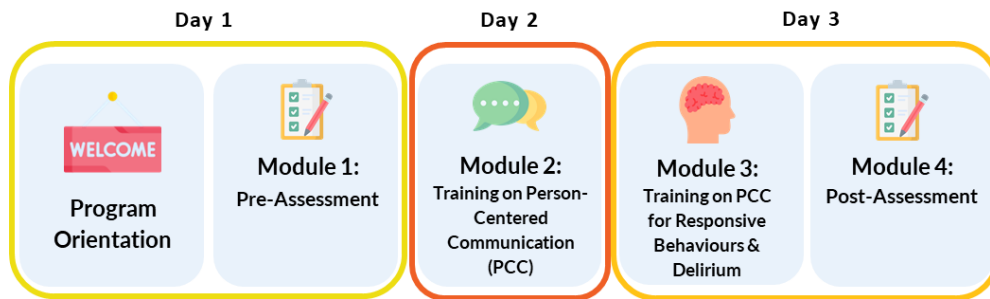 Day 1
Day 2
Day 3
WELCOME
Program
Orientation
Module 1:
Pre-Assessment
Module 2:
Training on Person-
Centered
Communication
(PCC)
Module 3:
Training on PCC
for Responsive
Behaviours &
Delirium
Module 4:
Post-Assessment